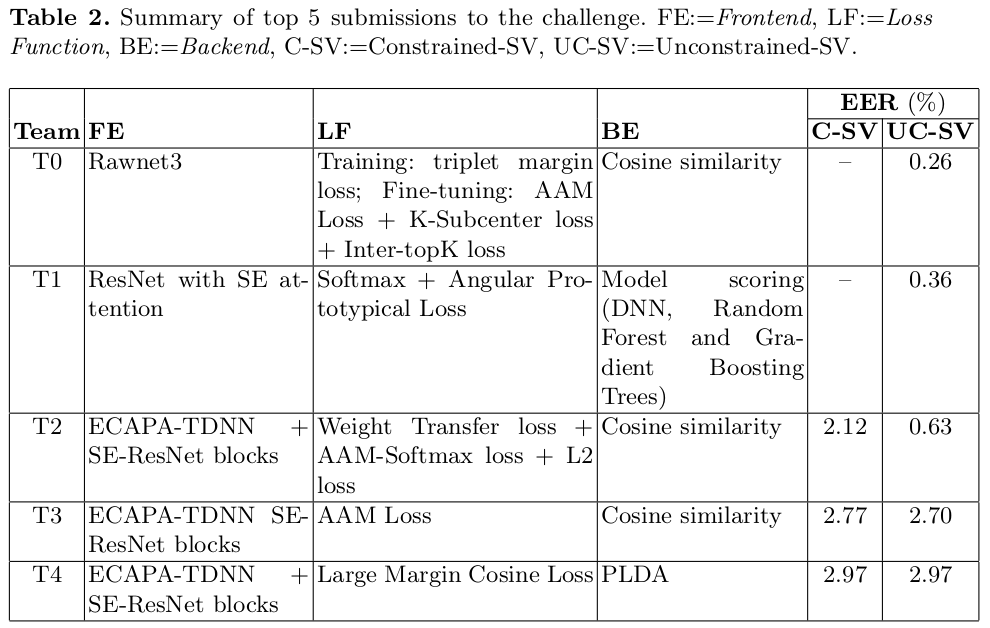 Table 2. Summary of top 5 submissions to the challenge. FE:=Frontend, LF:=Loss
Function, BE:=Backend, C-SV:=Constrained-SV, UC-SV:=Unconstrained-SV.
EER (%)
Team FE LF BE C-SV UC-SV
T0 Rawnet3 Training: triplet margin Cosine similarity – 0.26
loss; Fine-tuning: AAM
Loss + K-Subcenter loss
+ Inter-topK loss
T1 ResNet with SE at- Softmax + Angular Pro- Model scoring – 0.36
tention totypical Loss (DNN, Random
Forest and Gra-
dient Boosting
Trees)
T2 ECAPA-TDNN + Weight Transfer loss + Cosine similarity 2.12 0.63
SE-ResNet blocks AAM-Softmax loss + L2
loss
T3 ECAPA-TDNN SE- AAM Loss Cosine similarity 2.77 2.70
ResNet blocks
T4 ECAPA-TDNN + Large Margin Cosine Loss PLDA 2.97 2.97
SE-ResNet blocks